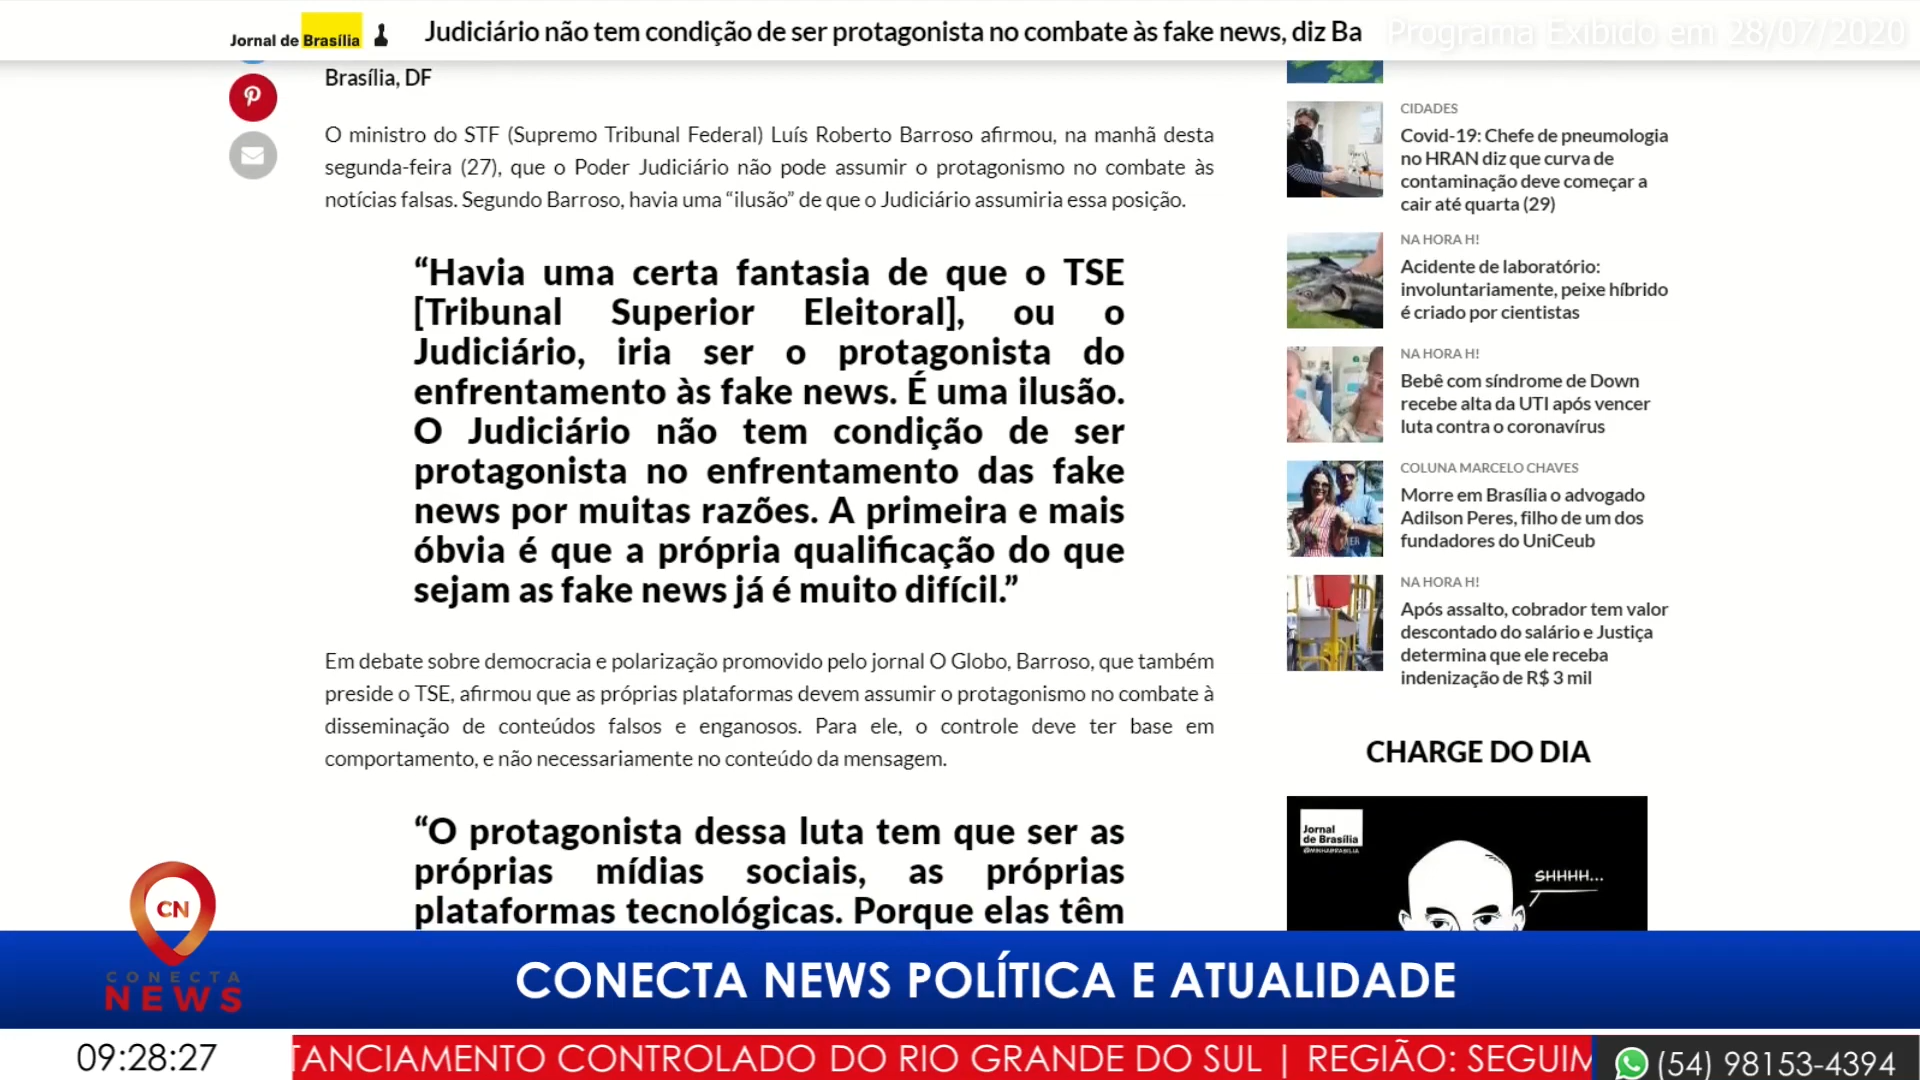 Jornal de Brasília
Judiciário não tem condição de ser protagonista no combate às fake news, diz Ba
Programa Exibido em 28/07/2020
Brasília, DF
O ministro do STF (Supremo Tribunal Federal) Luís Roberto Barroso afirmou, na manhã desta
segunda-feira (27), que o Poder Judiciário não pode assumir o protagonismo no combate às
notícias falsas. Segundo Barroso, havia uma “ilusão” de que o Judiciário assumiria essa posição.
“Havia uma certa fantasia de que o TSE
[Tribunal Superior Eleitoral], ou o
Judiciário, iria ser o protagonista do
enfrentamento às fake news. É uma ilusão.
O Judiciário não tem condição de ser
protagonista no enfrentamento das fake
news por muitas razões. A primeira e mais
óbvia é que a própria qualificação do que
sejam as fake news já é muito difícil.”
Em debate sobre democracia e polarização promovido pelo jornal O Globo, Barroso, que também
preside o TSE, afirmou que as próprias plataformas devem assumir o protagonismo no combate à
disseminação de conteúdos falsos e enganosos. Para ele, o controle deve ter base em
comportamento, e não necessariamente no conteúdo da mensagem.
“O protagonista dessa luta tem que ser as
próprias mídias sociais, as próprias
plataformas tecnológicas. Porque elas têm
CIDADES
Covid-19: Chefe de pneumologia
no HRAN diz que curva de
contaminação deve começar a
cair até quarta (29)
NA HORA H!
Acidente de laboratório:
involuntariamente, peixe híbrido
é criado por cientistas
NA HORA H!
Bebê com síndrome de Down
recebe alta da UTI após vencer
luta contra o coronavírus
COLUNA MARCELO CHAVES
Morre em Brasília o advogado
Adilson Peres, filho de um dos
fundadores do UniCeub
NA HORA H!
Após assalto, cobrador tem valor
descontado do salário e Justiça
determina que ele receba
indenização de R$ 3 mil
CHARGE DO DIA
Jornal
de Brasília
@MINHABRASILIA
SHHHH...
CN
CONECTA
NEWS
CONECTA NEWS POLÍTICA E ATUALIDADE
09:28:27
TANCIAMENTO CONTROLADO DO RIO GRANDE DO SUL | REGIÃO: SEGUIM
(54) 98153-4394